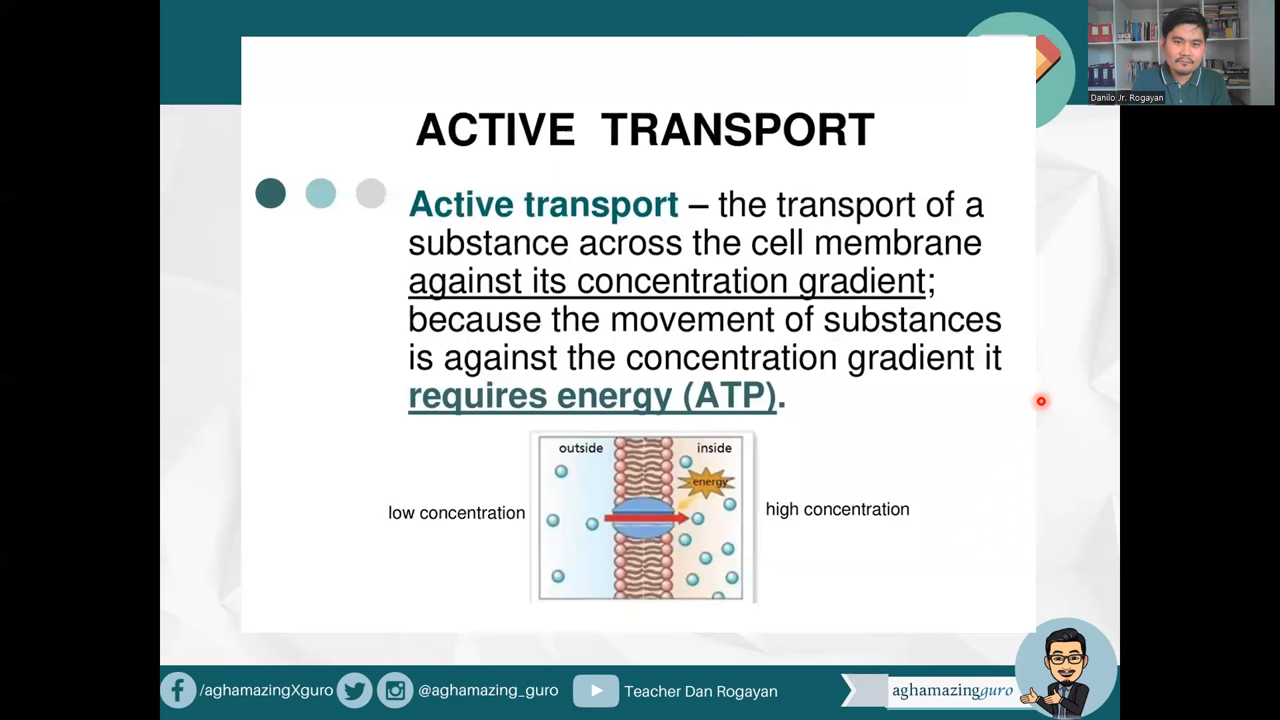 Danilo Jr. Rogayan
ACTIVE TRANSPORT
Active transport – the transport of a
substance across the cell membrane
against its concentration gradient;
because the movement of substances
is against the concentration gradient it
requires energy (ATP).
outside
inside
energy
low concentration
high concentration
/aghamazingXguro
@aghamazing_guro
Teacher Dan Rogayan
aghamazingguro